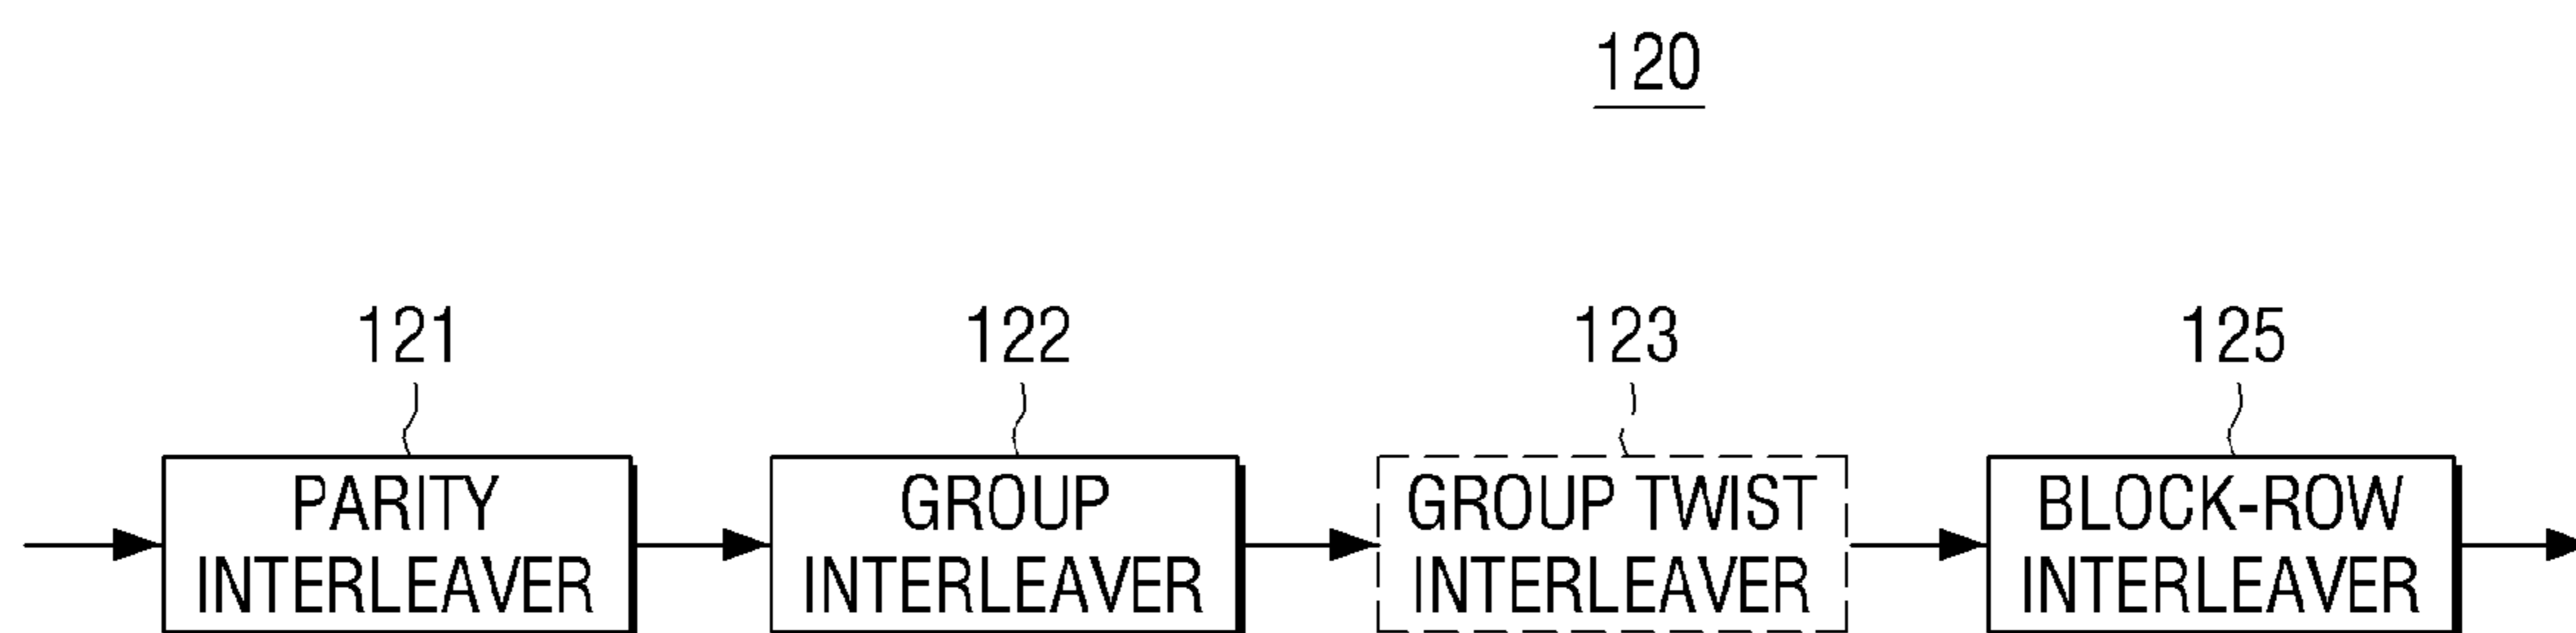 120
121
122
123
125
PARITY
INTERLEAVER
GROUP
INTERLEAVER
GROUP TWIST
INTERLEAVER
BLOCK-ROW
INTERLEAVER